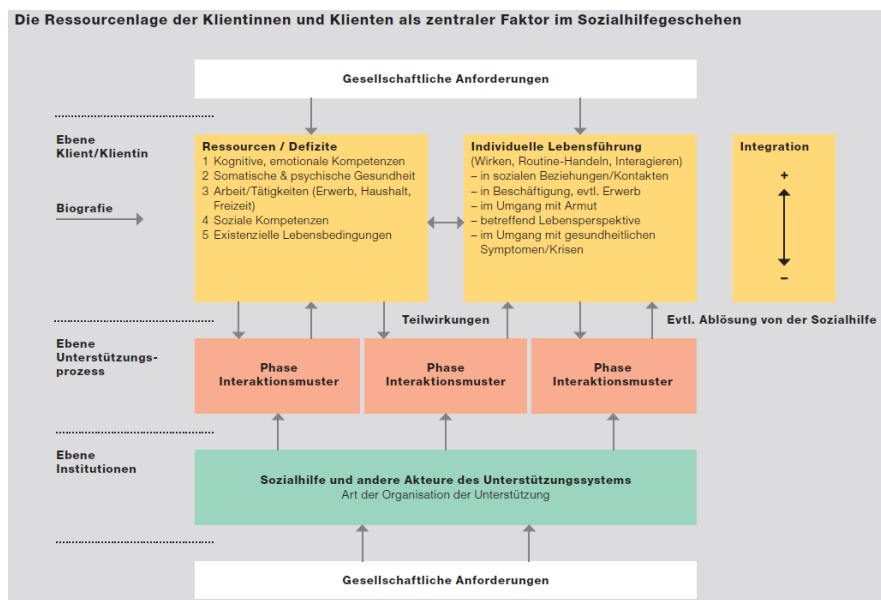 Die Ressourcenlage der Klientinnen und Klienten als zentraler Faktor im Sozialhilfegeschehen
Gesellschaftliche Anforderungen
Ebene
Klient/Klientin
Biografie
Ressourcen / Defizite
1 Kognitive, emotionale Kompetenzen
2 Somatische & psychische Gesundheit
3 Arbeit/Tätigkeiten (Erwerb, Haushalt,
Freizeit)
4 Soziale Kompetenzen
5 Existenzielle Lebensbedingungen
Individuelle Lebensführung
(Wirken, Routine-Handeln, Interagieren)
– in sozialen Beziehungen/Kontakten
– in Beschäftigung, evtl. Erwerb
– im Umgang mit Armut
– betreffend Lebensperspektive
– im Umgang mit gesundheitlichen
Symptomen/Krisen
Integration
+
–
Teilwirkungen
Evtl. Ablösung von der Sozialhilfe
Ebene
Unterstützungs-
prozess
Phase
Interaktionsmuster
Phase
Interaktionsmuster
Phase
Interaktionsmuster
Ebene
Institutionen
Sozialhilfe und andere Akteure des Unterstützungssystems
Art der Organisation der Unterstützung
Gesellschaftliche Anforderungen